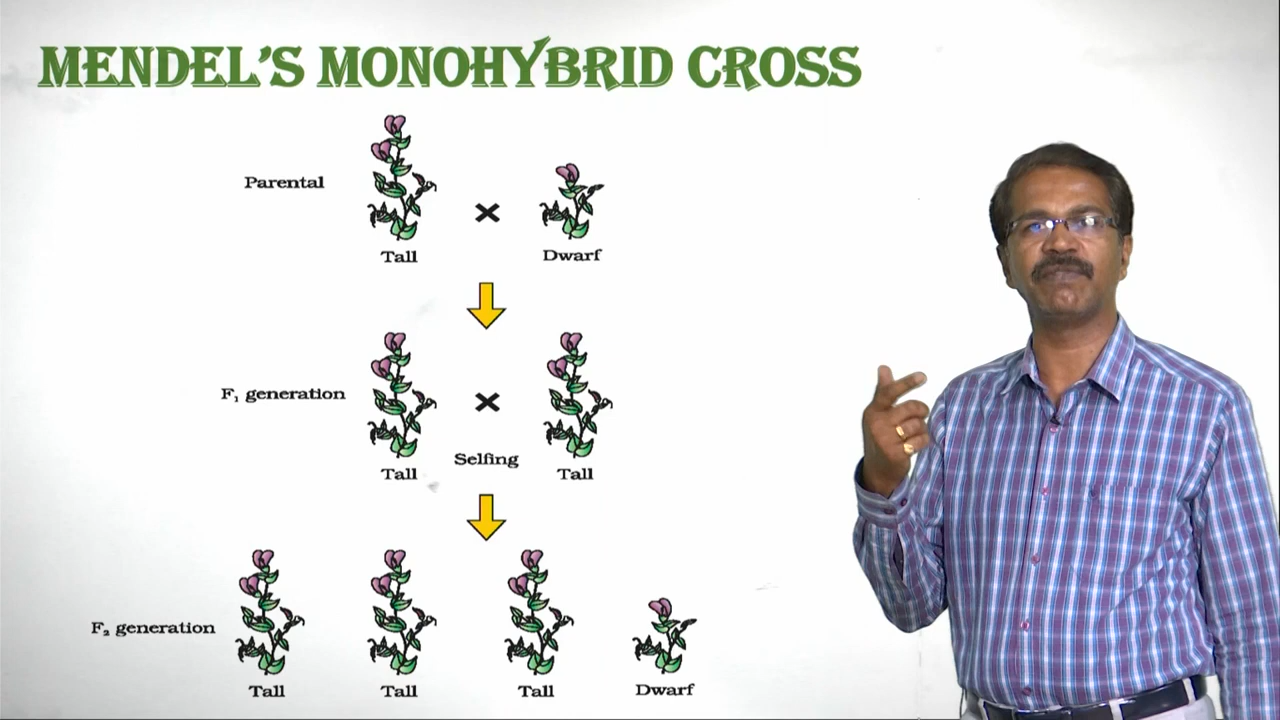 MENDEL'S MONOHYBRID CROSS
Parental
Tall
Dwarf
F₁ generation
Tall
Selfing
Tall
F₂ generation
Tall
Tall
Tall
Dwarf